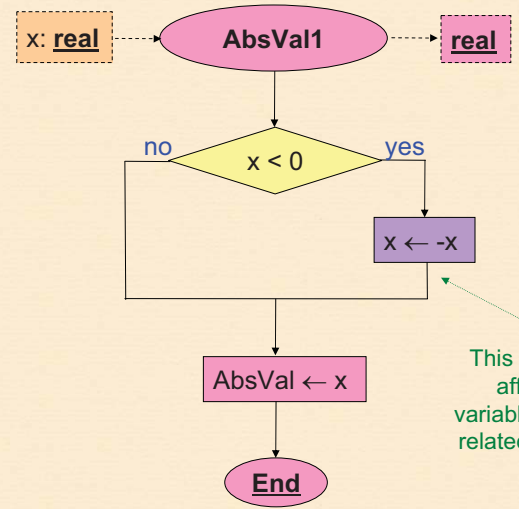 x: real
AbsVal1
real
no
x < 0
yes
x ← -x
AbsVal ← x
This
aff
variabl
related
End